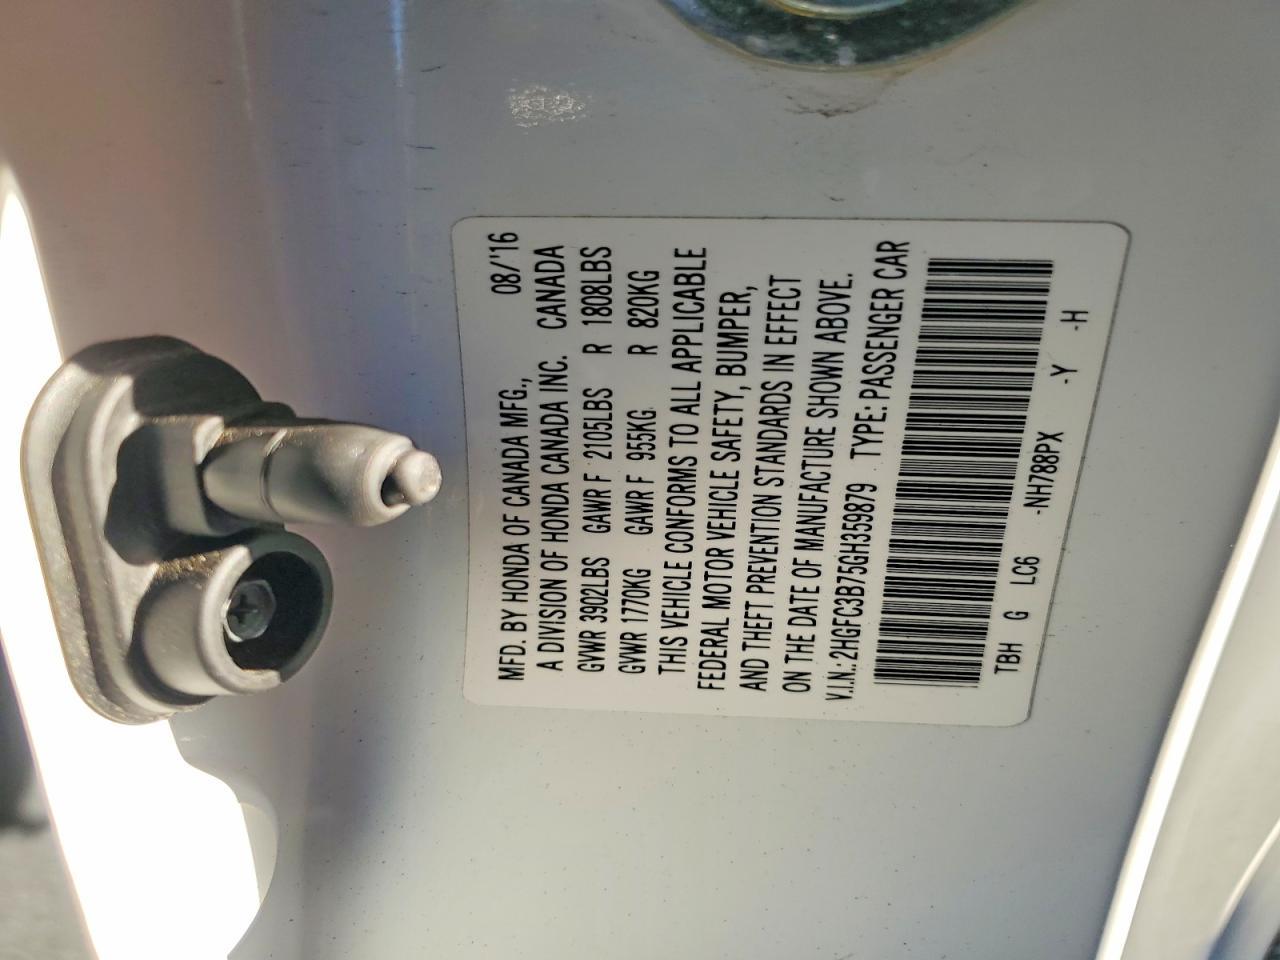 MFD. BY HONDA OF CANADA MFG., 08/'16
A DIVISION OF HONDA CANADA INC. CANADA
GVWR 3902LBS GAWR F 2105LBS R 1808LBS
GVWR 1770KG GAWR F 955KG R 820KG
THIS VEHICLE CONFORMS TO ALL APPLICABLE
FEDERAL MOTOR VEHICLE SAFETY, BUMPER,
AND THEFT PREVENTION STANDARDS IN EFFECT
ON THE DATE OF MANUFACTURE SHOWN ABOVE.
V.I.N.: 2HGFC3B75GH359879 TYPE: PASSENGER CAR
TBH G LC6 -NH788PX -Y -H